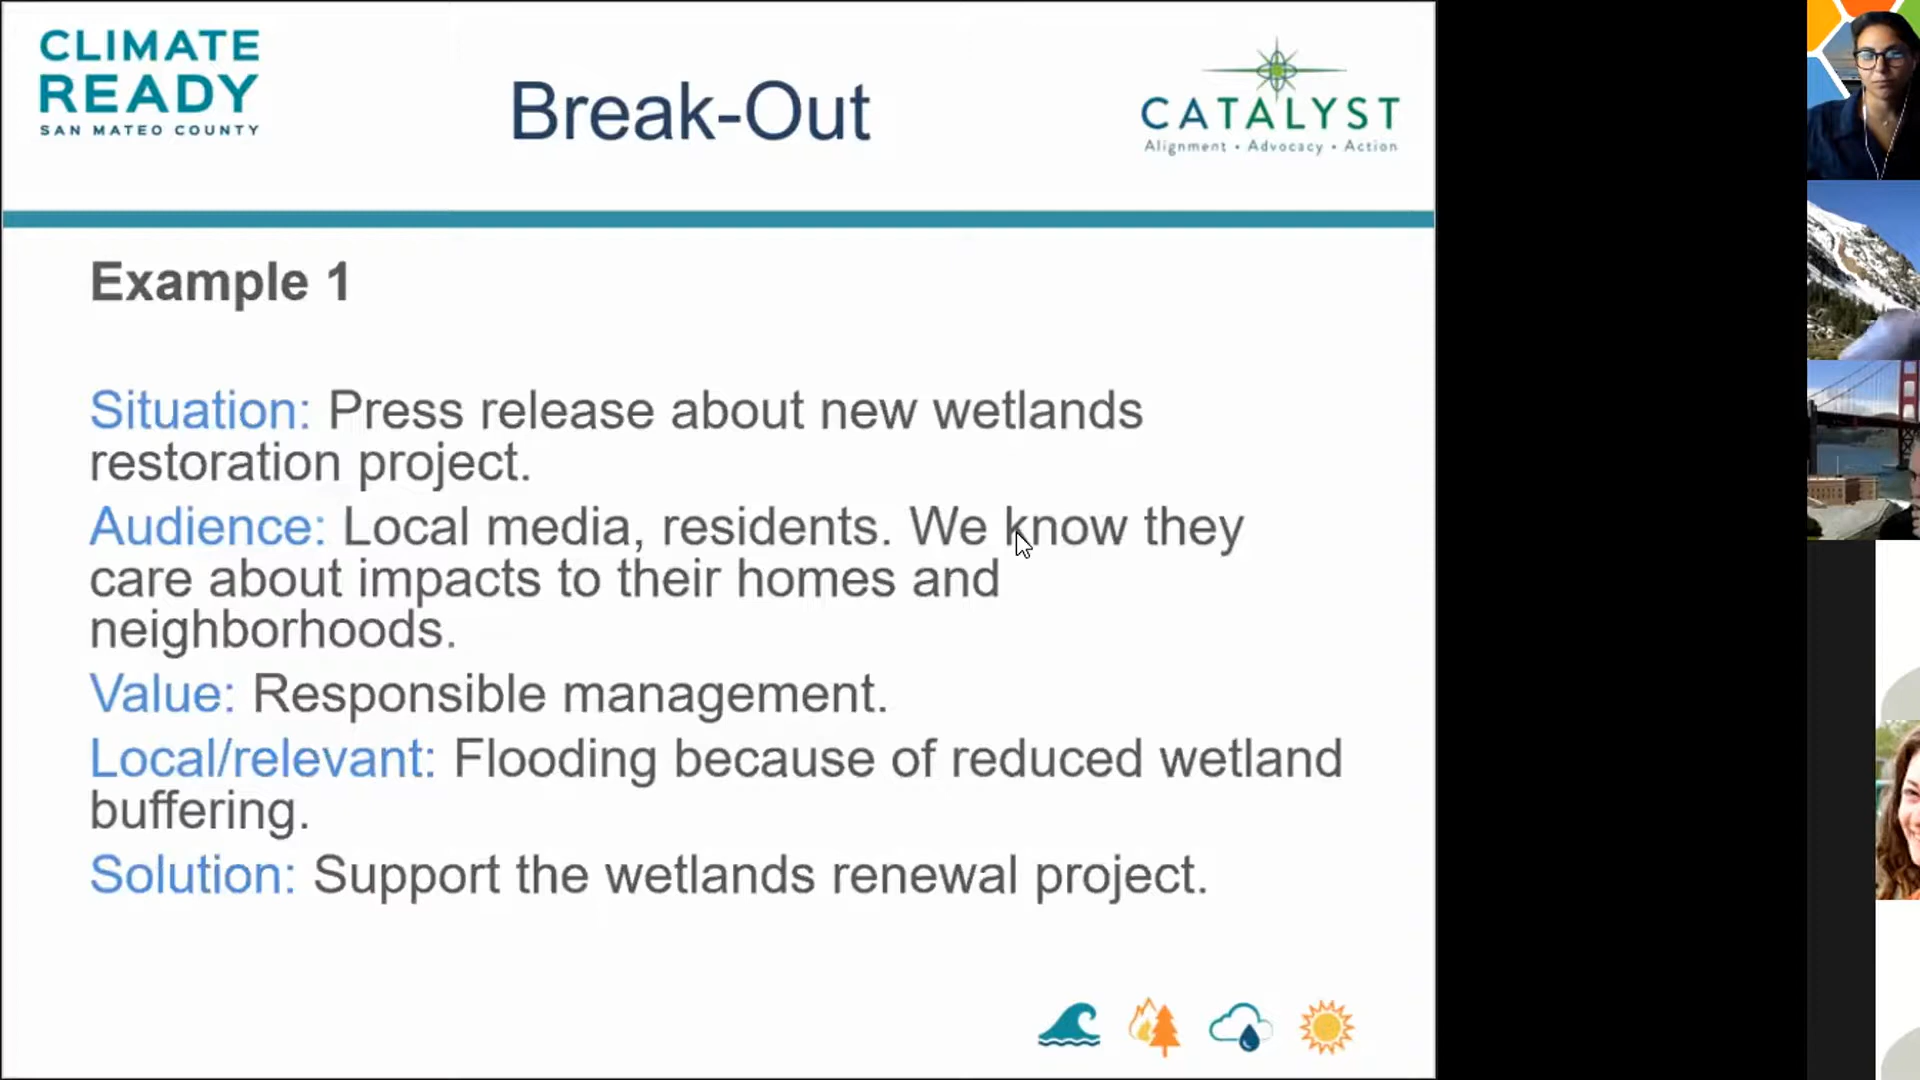 CLIMATE
READY
SAN MATEO COUNTY
Break-Out
CATALYST
Alignment • Advocacy • Action
Example 1
Situation: Press release about new wetlands
restoration project.
Audience: Local media, residents. We know they
care about impacts to their homes and
neighborhoods.
Value: Responsible management.
Local/relevant: Flooding because of reduced wetland
buffering.
Solution: Support the wetlands renewal project.